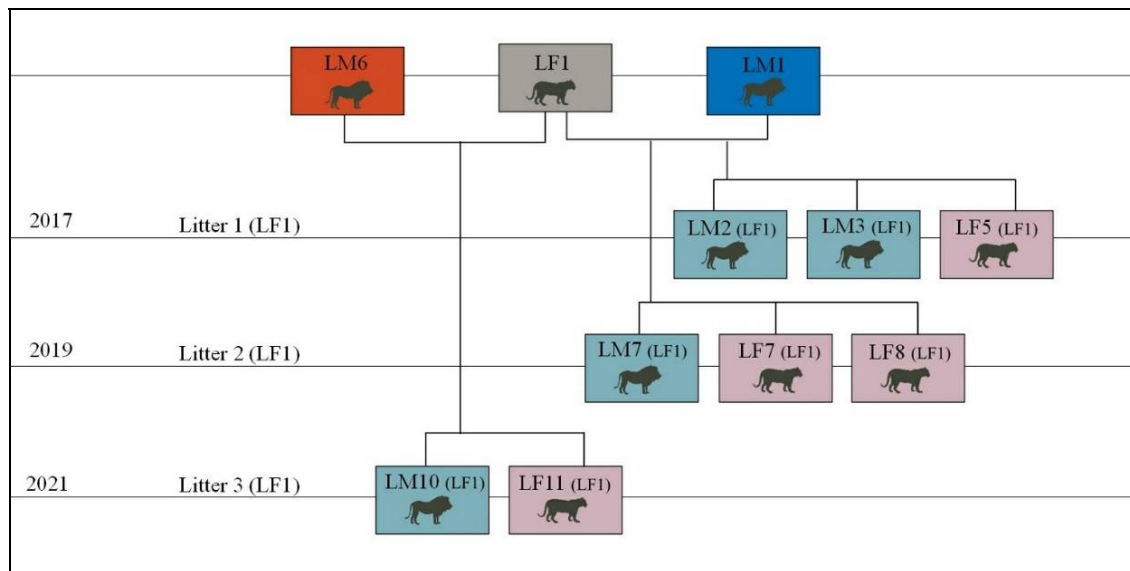 LM6 LF1 LM1
2017 Litter 1 (LF1) LM2 (LF1) LM3 (LF1) LF5 (LF1)
2019 Litter 2 (LF1) LM7 (LF1) LF7 (LF1) LF8 (LF1)
2021 Litter 3 (LF1) LM10 (LF1) LF11 (LF1)